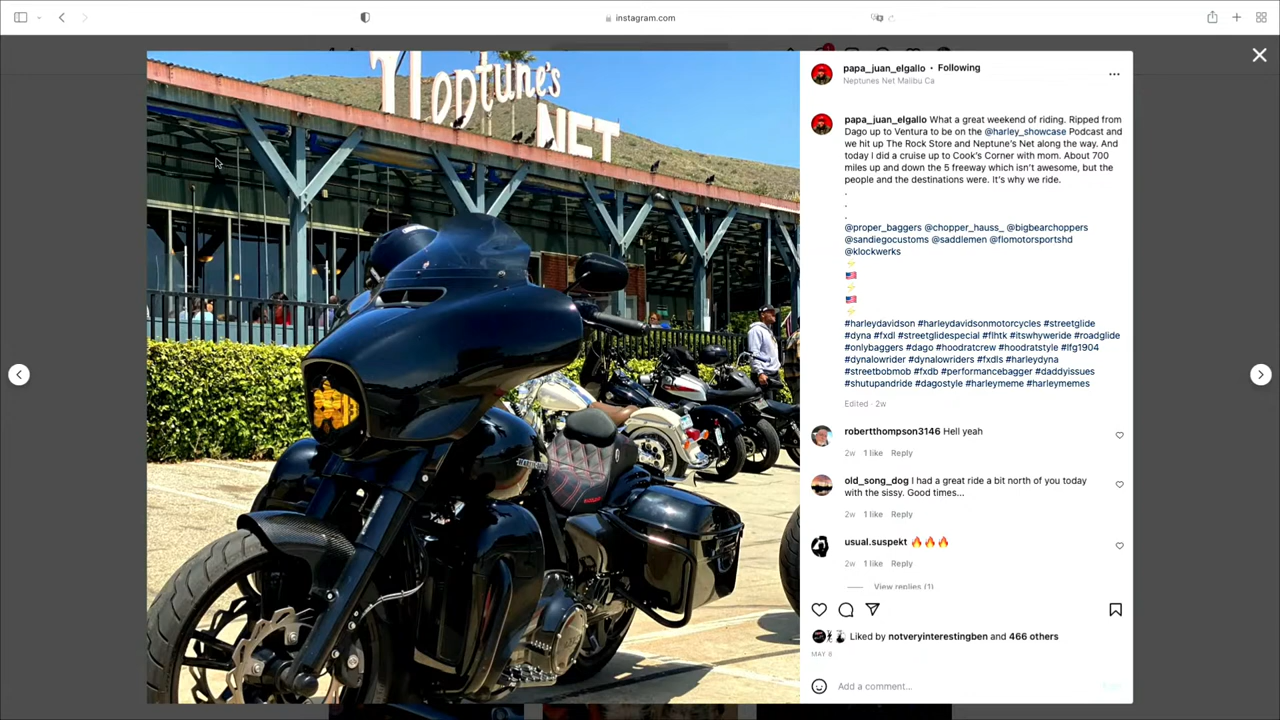 instagram.com
Neptune's
NET
papa_juan_elgallo • Following
Neptunes Net Malibu Ca
papa_juan_elgallo What a great weekend of riding. Ripped from
Dago up to Ventura to be on the @harley_showcase Podcast and
we hit up The Rock Store and Neptune's Net along the way. And
today I did a cruise up to Cook's Corner with mom. About 700
miles up and down the 5 freeway which isn't awesome, but the
people and the destinations were. It's why we ride.
.
.
.
@proper_baggers @chopper_hauss_ @bigbearchoppers
@sandiegocustoms @saddlemen @flomotorsportshd
@klockwerks
⚡
🇺🇸
⚡
🇺🇸
⚡
#harleydavidson #harleydavidsonmotorcycles #streetglide
#dyna #fxdl #streetglidespecial #flhtk #itswhyweride #roadglide
#onlybaggers #dago #hoodratcrew #hoodratstyle #lfg1904
#dynalowrider #dynalowriders #fxdls #harleydyna
#streetbobmob #fxdb #performancebagger #daddyissues
#shutupandride #dagostyle #harleymeme #harleymemes
Edited · 2w
robertthompson3146 Hell yeah
2w 1 like Reply
old_song_dog I had a great ride a bit north of you today
with the sissy. Good times...
2w 1 like Reply
usual.suspekt 🔥🔥🔥
2w 1 like Reply
View replies (1)
Liked by notveryinterestingben and 466 others
MAY 8
Add a comment...